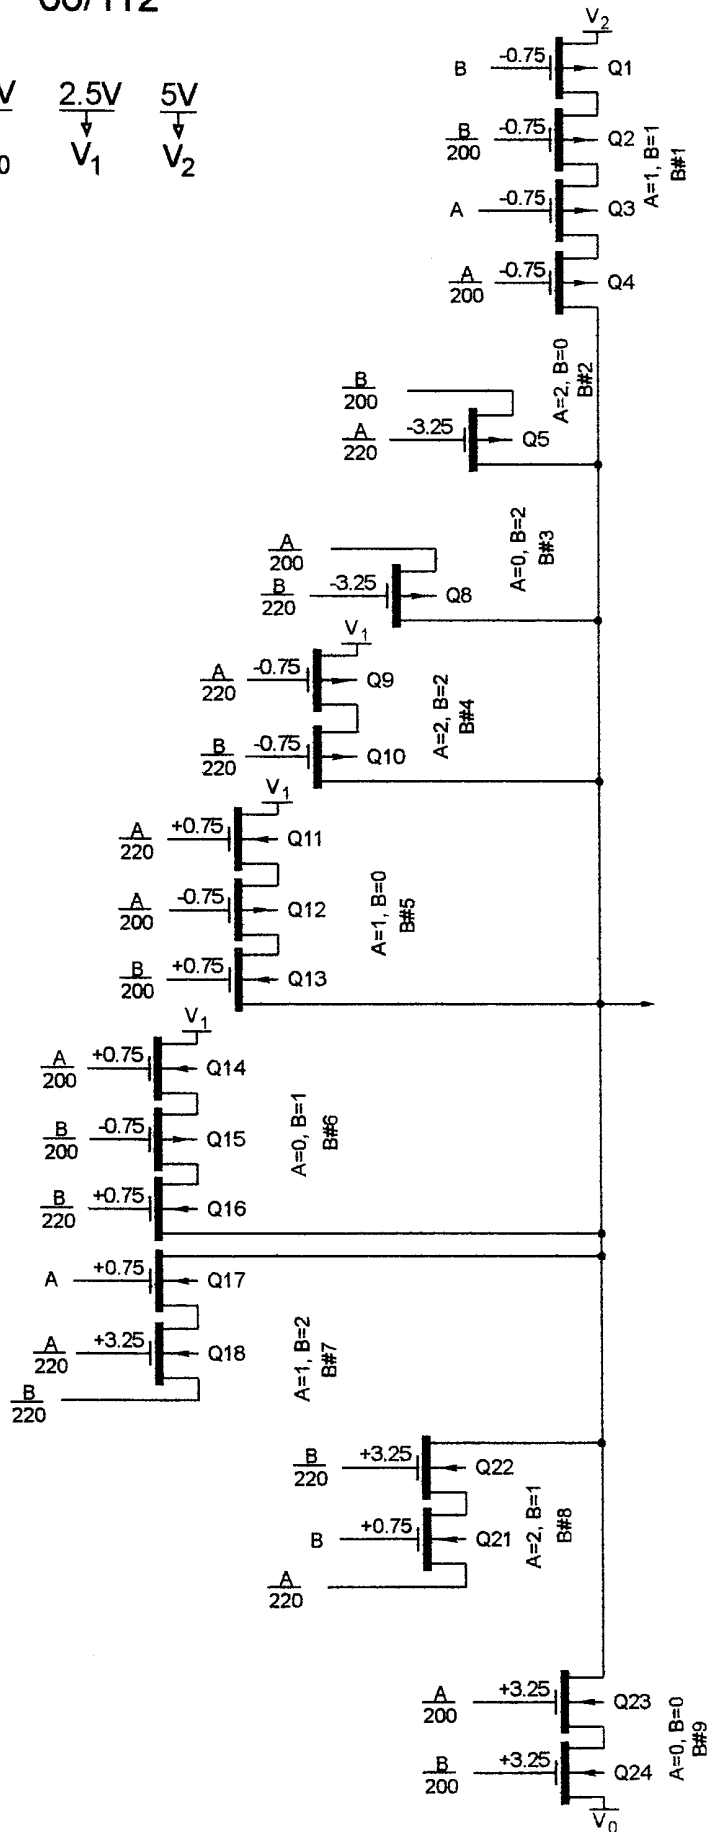 66/112
V 2.5V 5V
0 V1 V2
V2
B -0.75 Q1
B/200 -0.75 Q2
A -0.75 Q3
A/200 -0.75 Q4
A=1, B=1
B#1
B/200
A/220 -3.25 Q5
A=2, B=0
B#2
A/200
B/220 -3.25 Q8
A=0, B=2
B#3
V1
A/220 -0.75 Q9
B/220 -0.75 Q10
A=2, B=2
B#4
V1
A/220 +0.75 Q11
A/200 -0.75 Q12
B/200 +0.75 Q13
A=1, B=0
B#5
V1
A/200 +0.75 Q14
B/200 -0.75 Q15
B/220 +0.75 Q16
A=0, B=1
B#6
A +0.75 Q17
A/220 +3.25 Q18
B/220
A=1, B=2
B#7
B/220 +3.25 Q22
B +0.75 Q21
A/220
A=2, B=1
B#8
A/200 +3.25 Q23
B/200 +3.25 Q24
A=0, B=0
B#9
V0